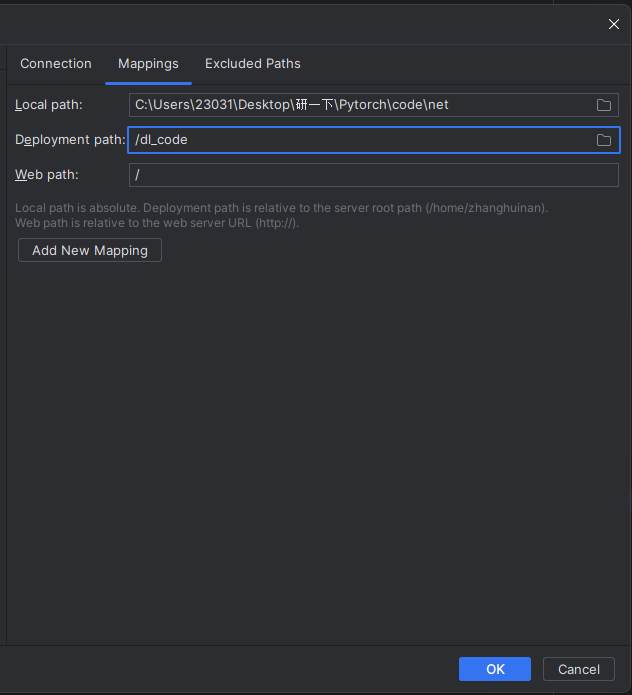 Connection Mappings Excluded Paths
Local path: C:\Users\23031\Desktop\研一下\Pytorch\code\net
Deployment path: /dl_code
Web path: /
Local path is absolute. Deployment path is relative to the server root path (/home/zhanghuinan).
Web path is relative to the web server URL (http://).
Add New Mapping
OK Cancel